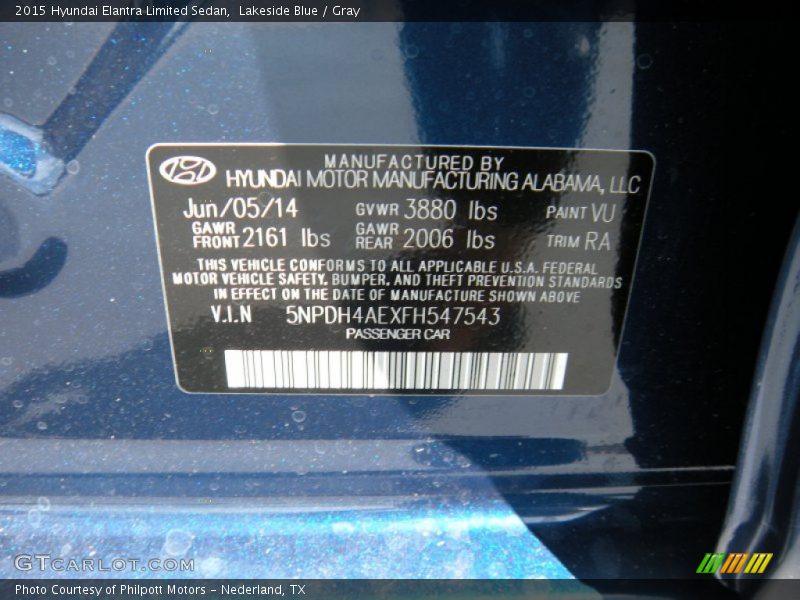 2015 Hyundai Elantra Limited Sedan,  Lakeside Blue / Gray
MANUFACTURED BY
HYUNDAI MOTOR MANUFACTURING ALABAMA, LLC
Jun/05/14 GVWR 3880 lbs PAINT VU
GAWR FRONT 2161 lbs GAWR REAR 2006 lbs TRIM RA
THIS VEHICLE CONFORMS TO ALL APPLICABLE U.S.A. FEDERAL
MOTOR VEHICLE SAFETY, BUMPER, AND THEFT PREVENTION STANDARDS
IN EFFECT ON THE DATE OF MANUFACTURE SHOWN ABOVE
V.I.N 5NPDH4AEXFH547543
PASSENGER CAR
GTCARLOT.COM
Photo Courtesy of Philpott Motors - Nederland, TX